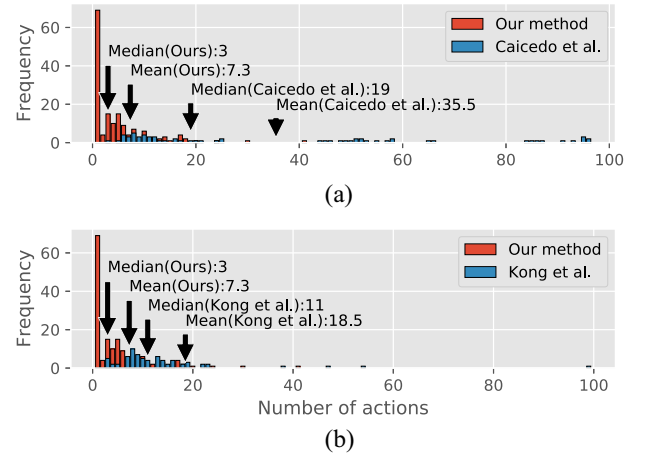 60
40
20
0
Frequency
Our method
Caicedo et al.
Median(Ours):3
Mean(Ours):7.3
Median(Caicedo et al.):19
Mean(Caicedo et al.):35.5
0 20 40 60 80 100
(a)
60
40
20
0
Frequency
Our method
Kong et al.
Median(Ours):3
Mean(Ours):7.3
Median(Kong et al.):11
Mean(Kong et al.):18.5
0 20 40 60 80 100
Number of actions
(b)